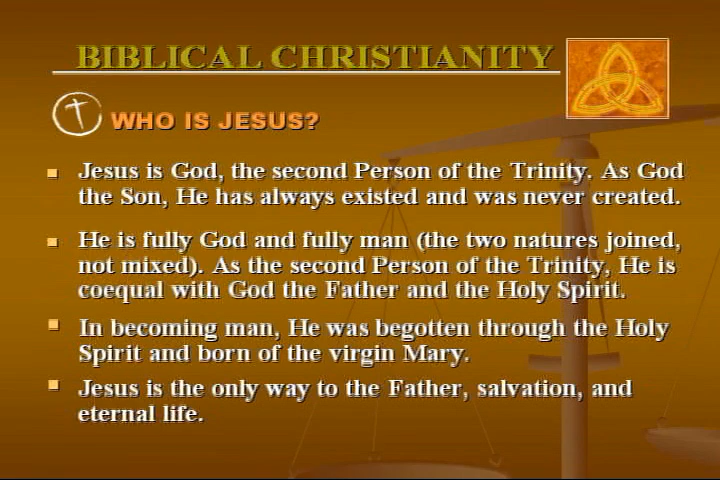 BIBLICAL CHRISTIANITY
WHO IS JESUS?
Jesus is God, the second Person of the Trinity. As God
the Son, He has always existed and was never created.
He is fully God and fully man (the two natures joined,
not mixed). As the second Person of the Trinity, He is
coequal with God the Father and the Holy Spirit.
In becoming man, He was begotten through the Holy
Spirit and born of the virgin Mary.
Jesus is the only way to the Father, salvation, and
eternal life.